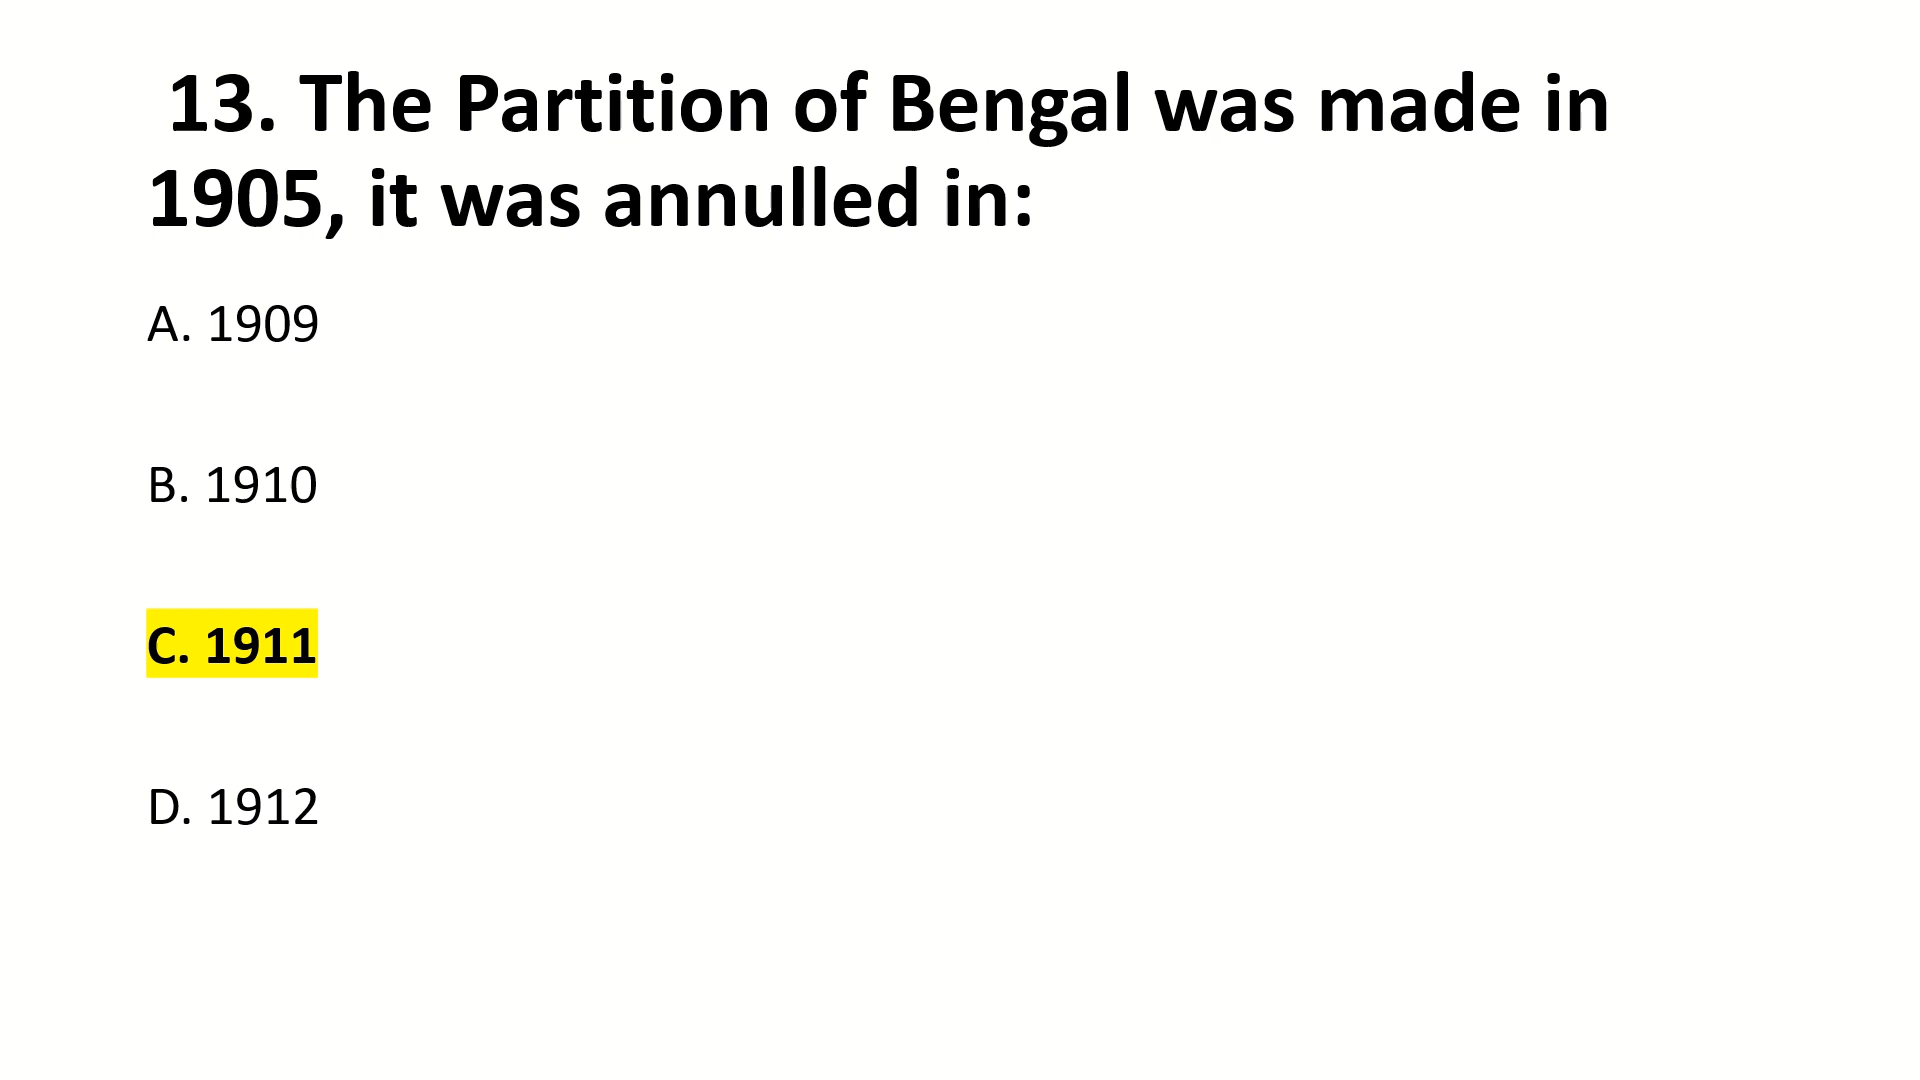 13. The Partition of Bengal was made in
1905, it was annulled in:
A. 1909
B. 1910
C. 1911
D. 1912